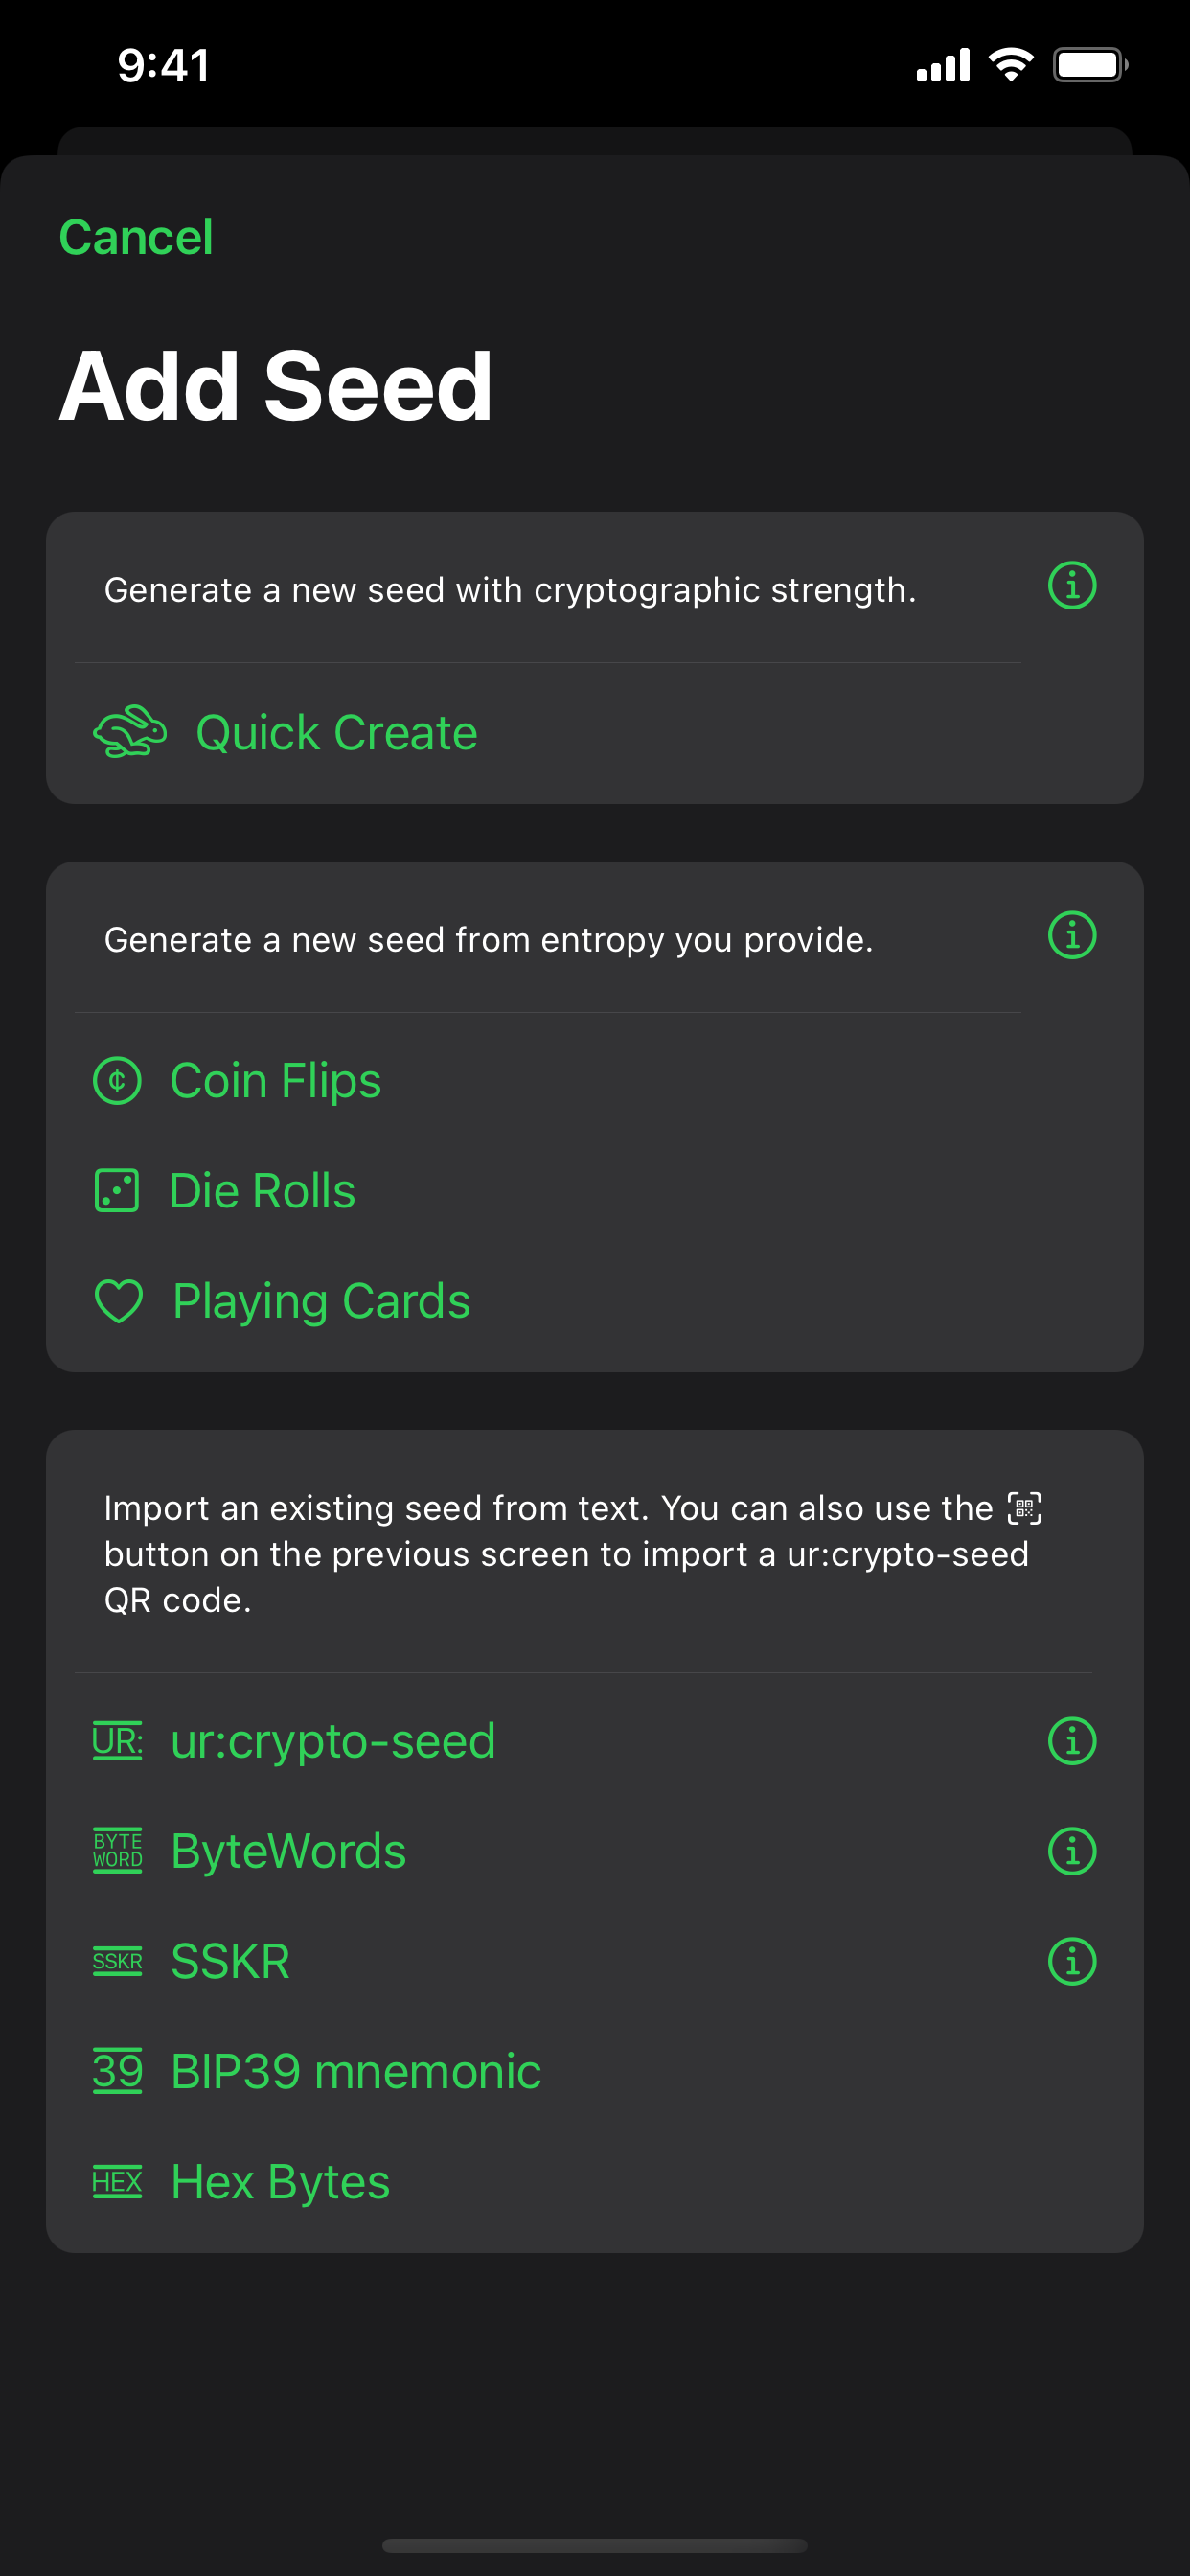 9:41
Cancel
Add Seed
Generate a new seed with cryptographic strength.
Quick Create
Generate a new seed from entropy you provide.
¢ Coin Flips
Die Rolls
Playing Cards
Import an existing seed from text. You can also use the
button on the previous screen to import a ur:crypto-seed
QR code.
UR: ur:crypto-seed
BYTE
WORD ByteWords
SSKR SSKR
39 BIP39 mnemonic
HEX Hex Bytes